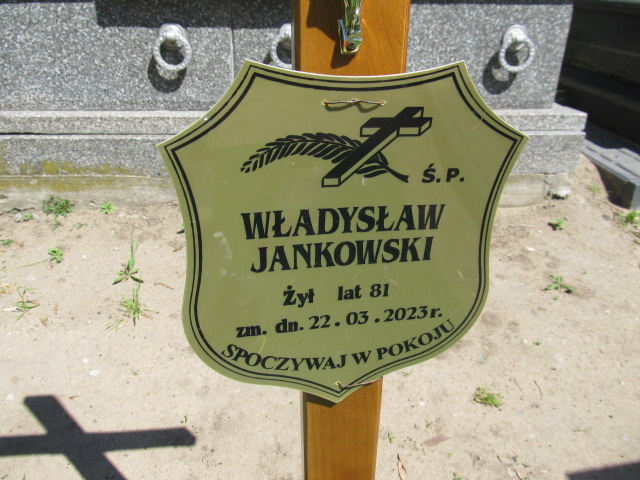 Ś.P.
WŁADYSŁAW
JANKOWSKI
Żył lat 81
zm. dn. 22.03.2023r.
SPOCZYWAJ W POKOJU